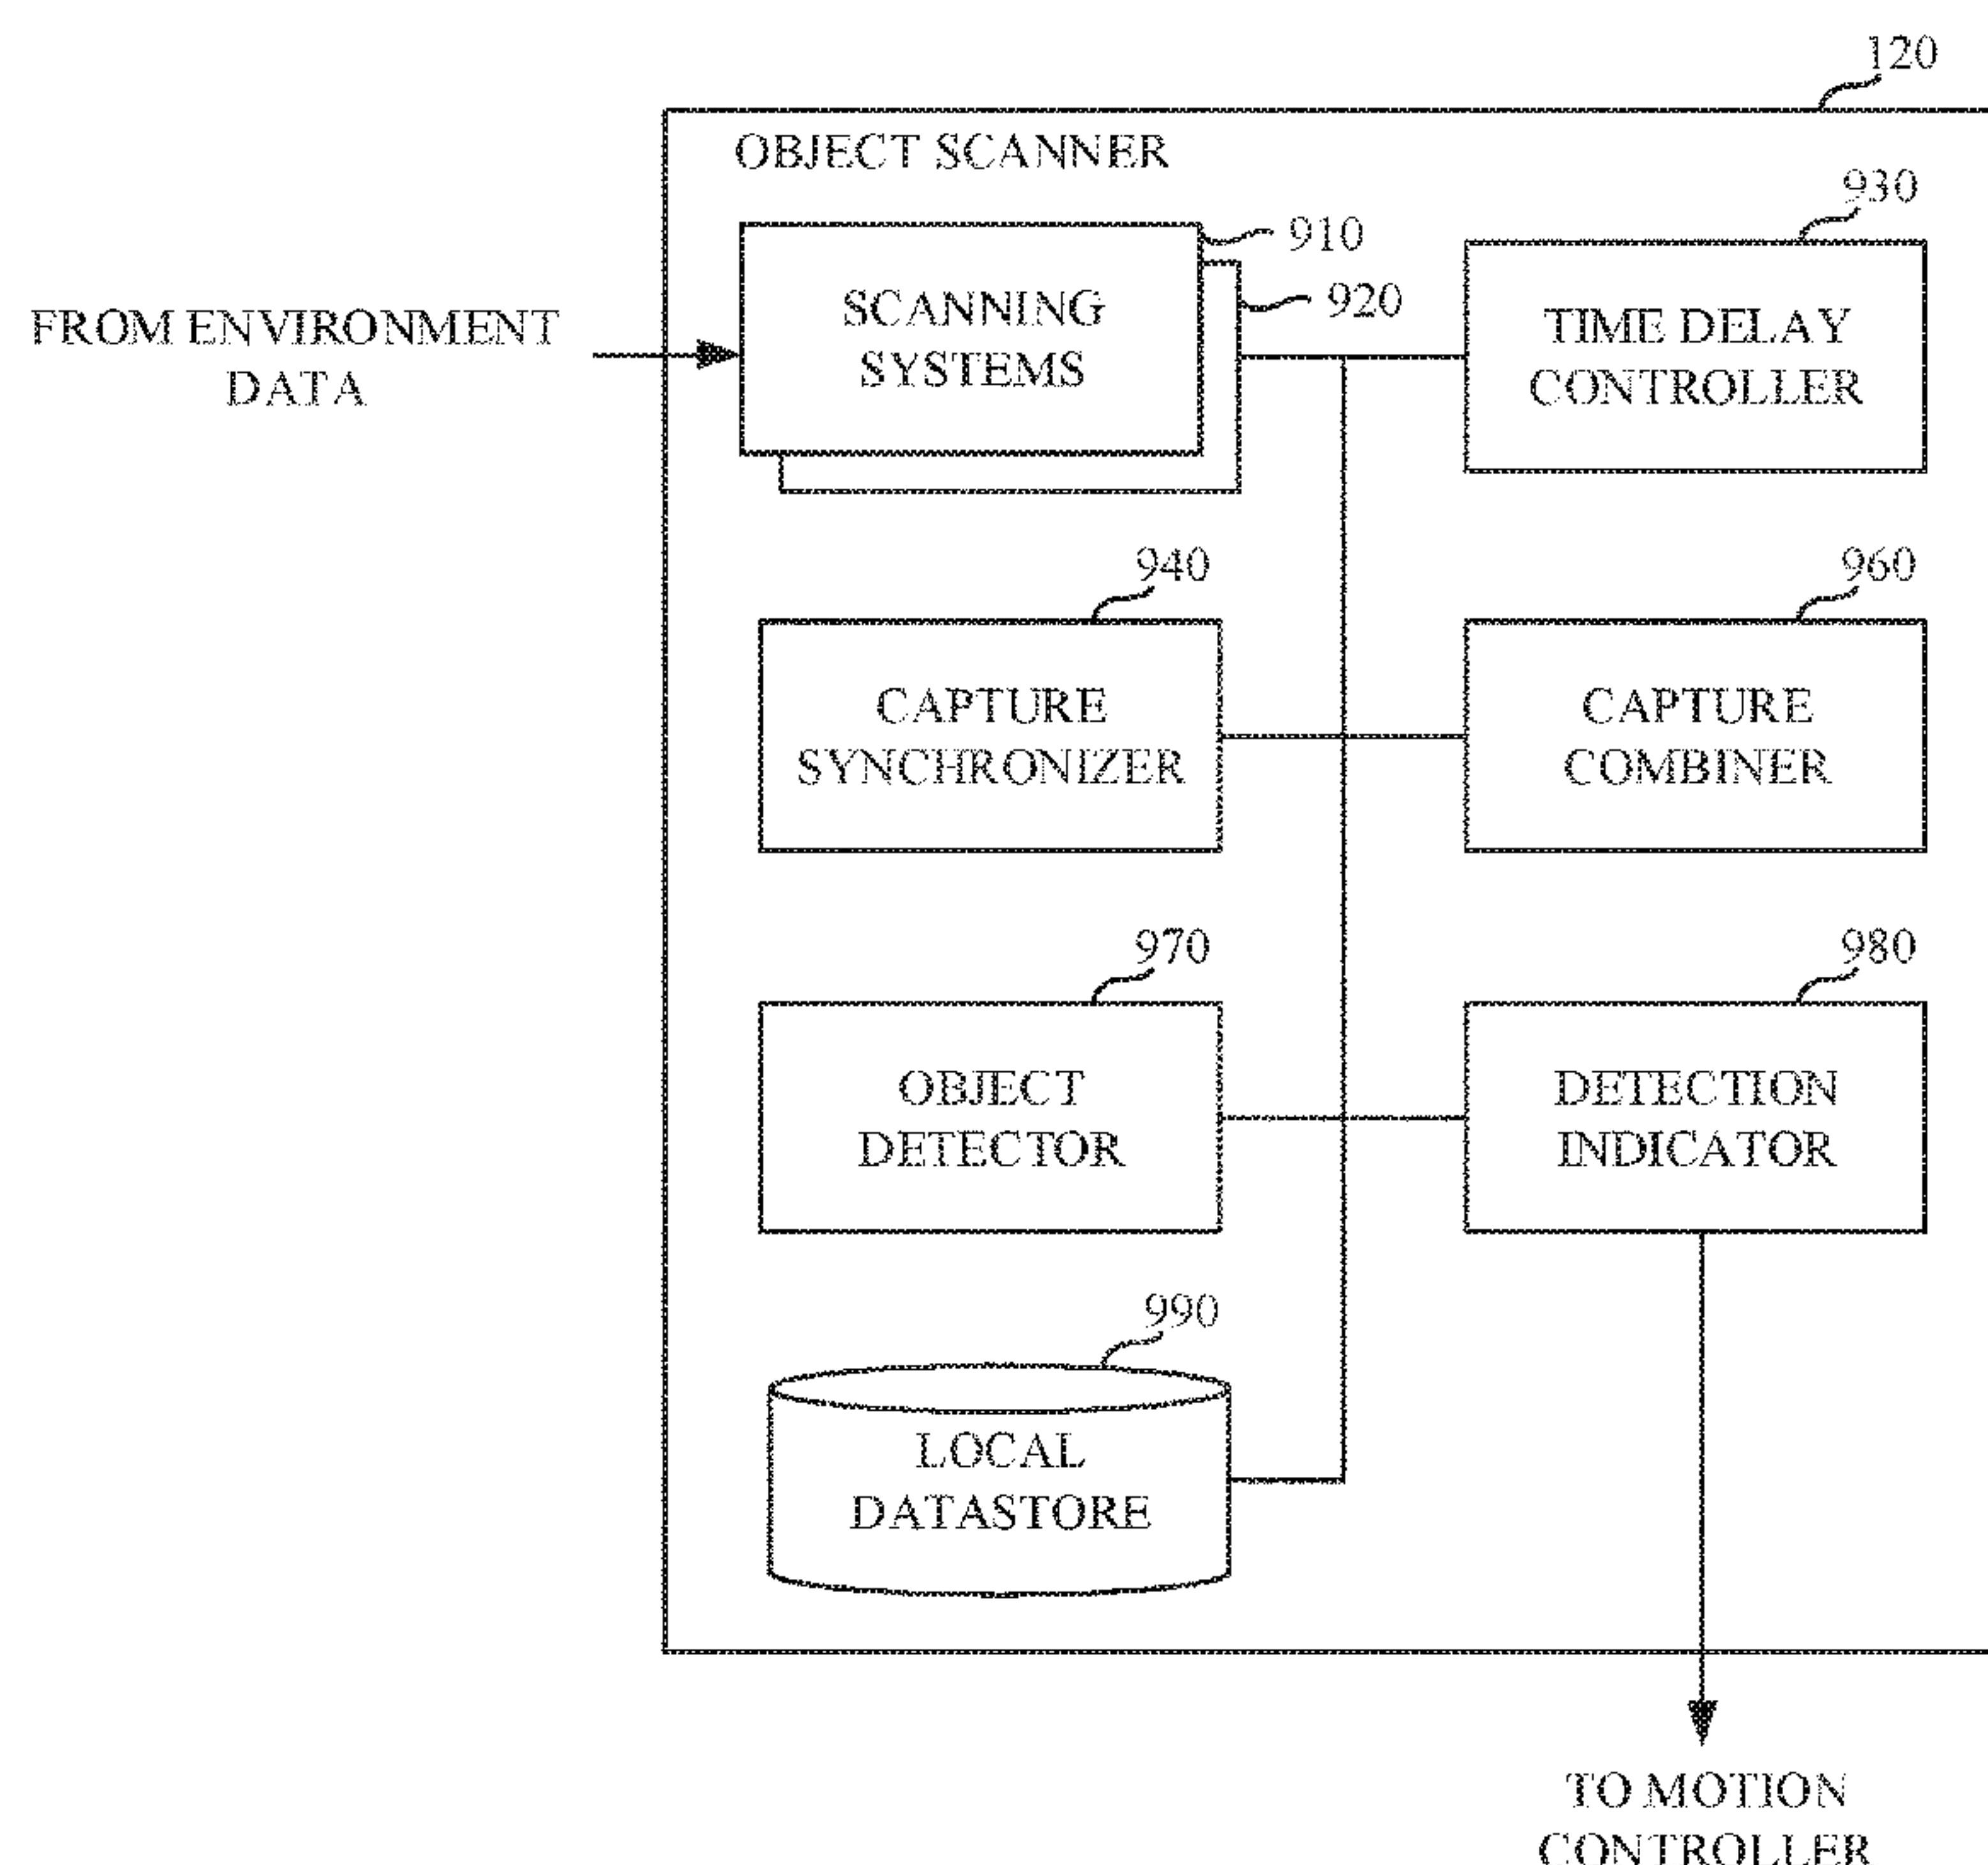 120
OBJECT SCANNER
930
910
SCANNING
SYSTEMS
920
TIME DELAY
CONTROLLER
FROM ENVIRONMENT
DATA
940
960
CAPTURE
SYNCHRONIZER
CAPTURE
COMBINER
970
980
OBJECT
DETECTOR
DETECTION
INDICATOR
990
LOCAL
DATASTORE
TO MOTION
CONTROLLER